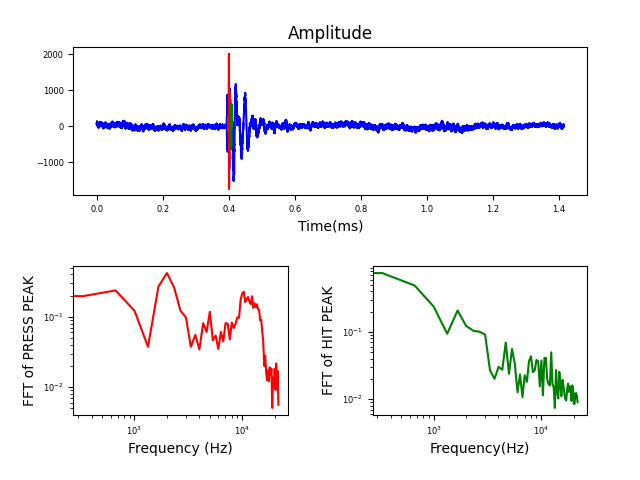 Amplitude
2000
1000
0
−1000
0.0 0.2 0.4 0.6 0.8 1.0 1.2 1.4
Time(ms)
FFT of PRESS PEAK
10⁻¹
10⁻²
10³ 10⁴
Frequency (Hz)
FFT of HIT PEAK
10⁻¹
10⁻²
10³ 10⁴
Frequency(Hz)